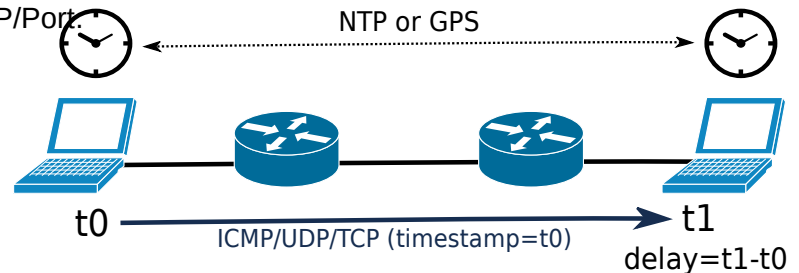 P/Port.
NTP or GPS
t0
t1
ICMP/UDP/TCP (timestamp=t0)
delay=t1-t0